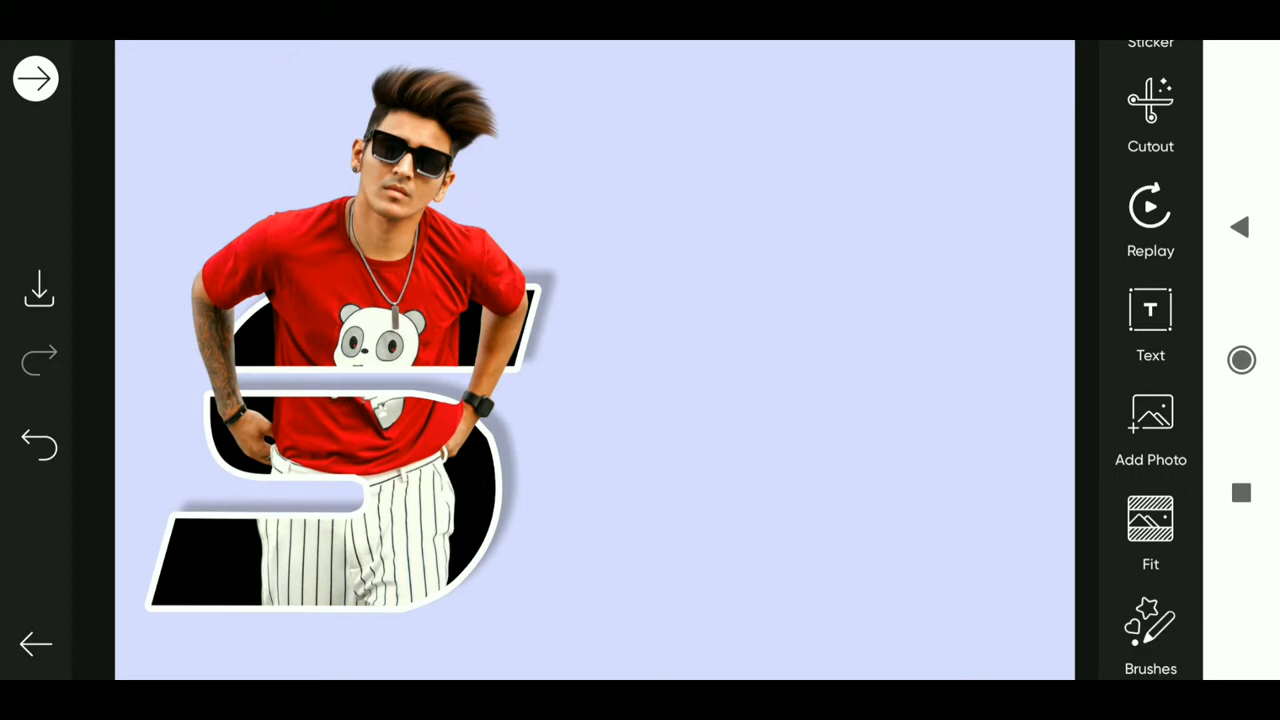 Sticker
Cutout
Replay
Text
Add Photo
Fit
Brushes
S